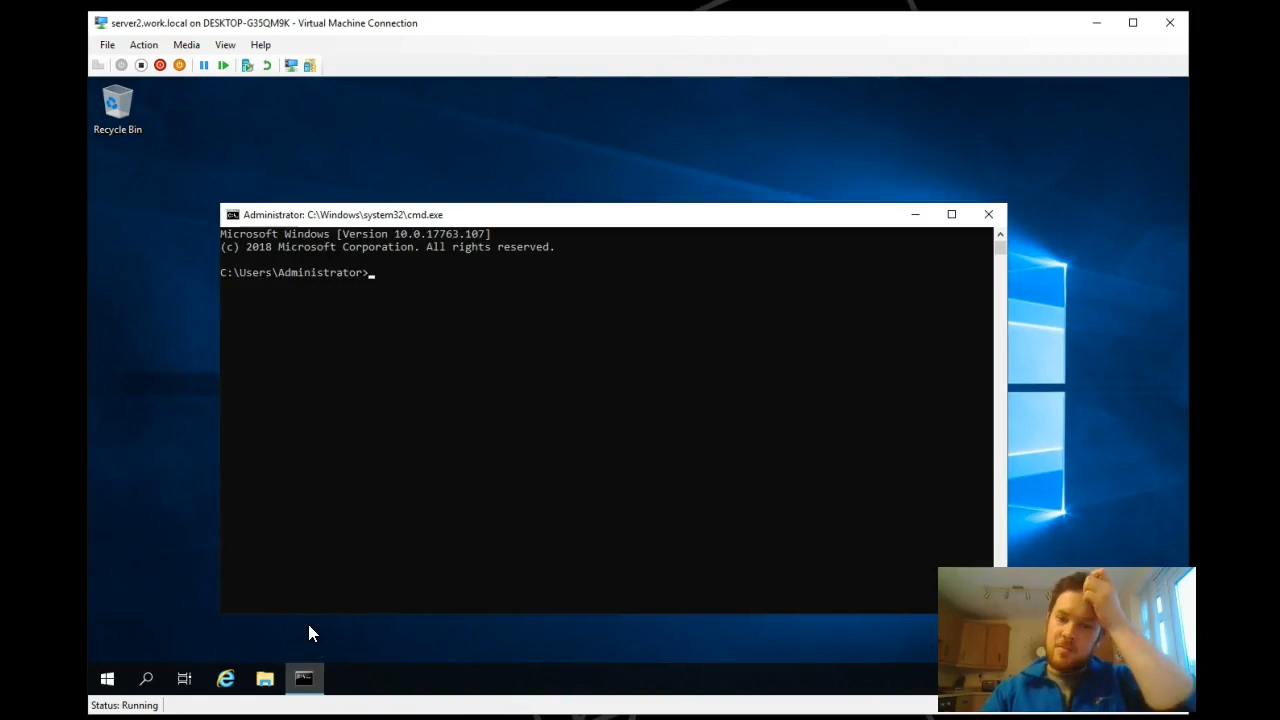 server2.work.local on DESKTOP-G35QM9K - Virtual Machine Connection
File Action Media View Help
Recycle Bin
Administrator: C:\Windows\system32\cmd.exe
Microsoft Windows [Version 10.0.17763.107]
(c) 2018 Microsoft Corporation. All rights reserved.
C:\Users\Administrator>
Status: Running